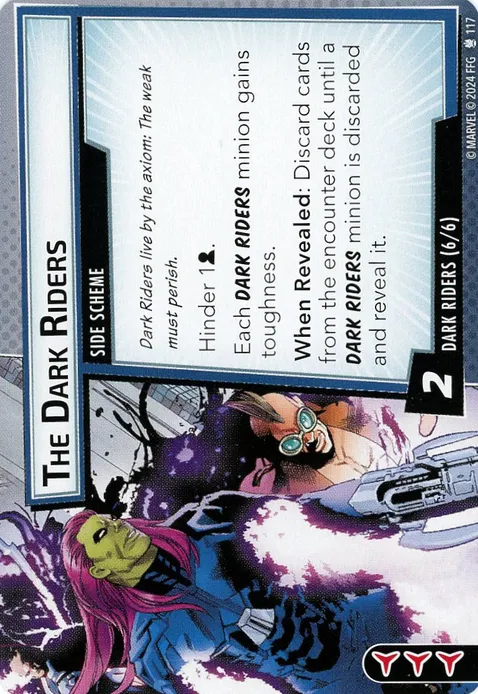 THE DARK RIDERS
SIDE SCHEME
Dark Riders live by the axiom: The weak
must perish.
Hinder 1.
Each DARK RIDERS minion gains
toughness.
When Revealed: Discard cards
from the encounter deck until a
DARK RIDERS minion is discarded
and reveal it.
2
DARK RIDERS (6/6)
© MARVEL © 2024 FFG 117